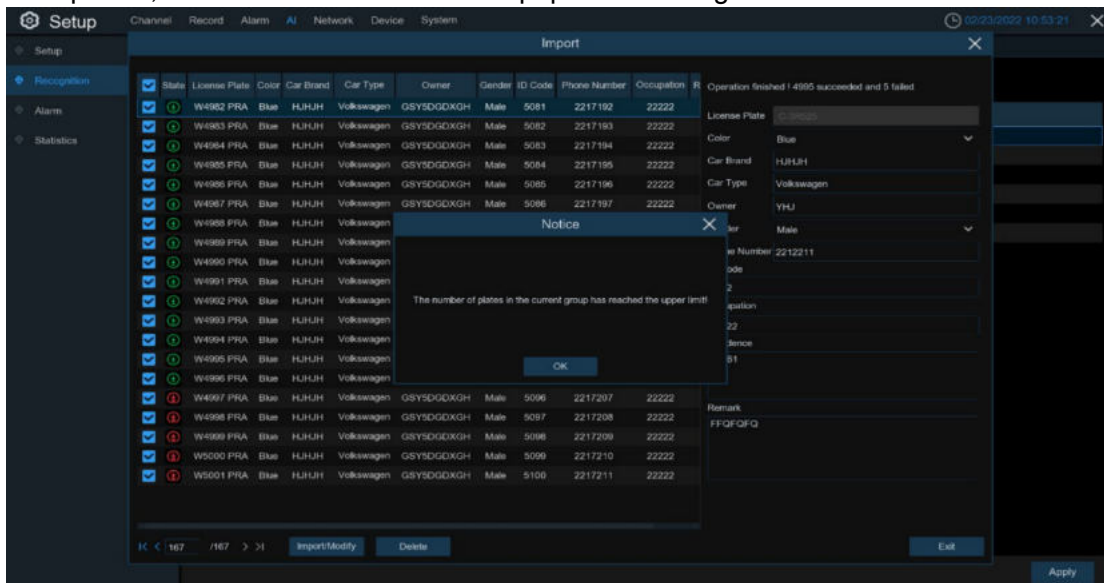 Setup Channel Record Alarm AI Network Device System 02/23/2022 10:53:21
Setup
Recognition
Alarm
Statistics
Import
State License Plate Color Car Brand Car Type Owner Gender ID Code Phone Number Occupation R
W4982 PRA Blue HJHJH Volkswagen GSY5DGDXGH Male 5081 2217192 22222
W4983 PRA Blue HJHJH Volkswagen GSY5DGDXGH Male 5082 2217193 22222
W4984 PRA Blue HJHJH Volkswagen GSY5DGDXGH Male 5083 2217194 22222
W4985 PRA Blue HJHJH Volkswagen GSY5DGDXGH Male 5084 2217195 22222
W4986 PRA Blue HJHJH Volkswagen GSY5DGDXGH Male 5085 2217196 22222
W4987 PRA Blue HJHJH Volkswagen GSY5DGDXGH Male 5086 2217197 22222
W4988 PRA Blue HJHJH Volkswagen
W4989 PRA Blue HJHJH Volkswagen
W4990 PRA Blue HJHJH Volkswagen
W4991 PRA Blue HJHJH Volkswagen
W4992 PRA Blue HJHJH Volkswagen
W4993 PRA Blue HJHJH Volkswagen
W4994 PRA Blue HJHJH Volkswagen
W4995 PRA Blue HJHJH Volkswagen
W4996 PRA Blue HJHJH Volkswagen
W4997 PRA Blue HJHJH Volkswagen GSY5DGDXGH Male 5096 2217207 22222
W4998 PRA Blue HJHJH Volkswagen GSY5DGDXGH Male 5097 2217208 22222
W4999 PRA Blue HJHJH Volkswagen GSY5DGDXGH Male 5098 2217209 22222
W5000 PRA Blue HJHJH Volkswagen GSY5DGDXGH Male 5099 2217210 22222
W5001 PRA Blue HJHJH Volkswagen GSY5DGDXGH Male 5100 2217211 22222
Operation finished ! 4995 succeeded and 5 failed
License Plate
Color Blue
Car Brand HJHJH
Car Type Volkswagen
Owner YHJ
Male
Number 2212211
ode
2
upation
22
dence
61
Remark
FFQFQFQ
Notice
The number of plates in the current group has reached the upper limit!
OK
167 /167 Import/Modify Delete Exit
Apply